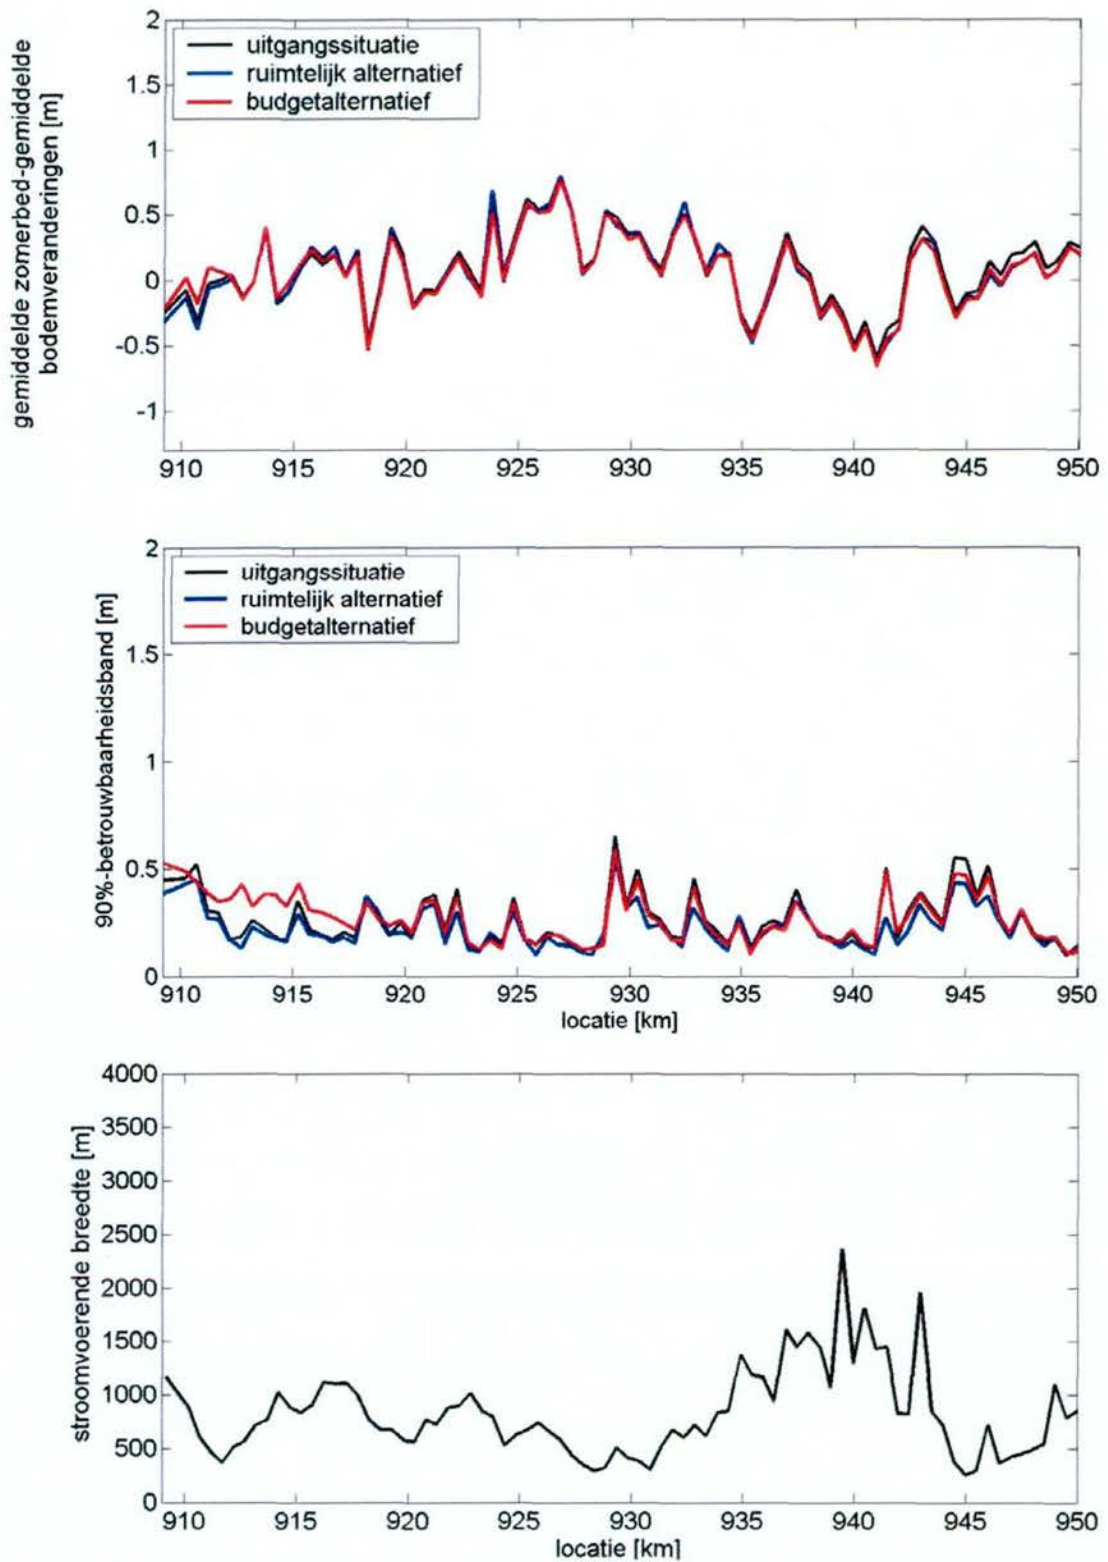 gemiddelde zomerbed-gemiddelde
bodemveranderingen [m]
2
1.5
1
0.5
0
-0.5
-1
uitgangssituatie
ruimtelijk alternatief
budgetalternatief
910 915 920 925 930 935 940 945 950
90%-betrouwbaarheidsband [m]
2
1.5
1
0.5
0
uitgangssituatie
ruimtelijk alternatief
budgetalternatief
910 915 920 925 930 935 940 945 950
locatie [km]
stroomvoerende breedte [m]
4000
3500
3000
2500
2000
1500
1000
500
0
910 915 920 925 930 935 940 945 950
locatie [km]